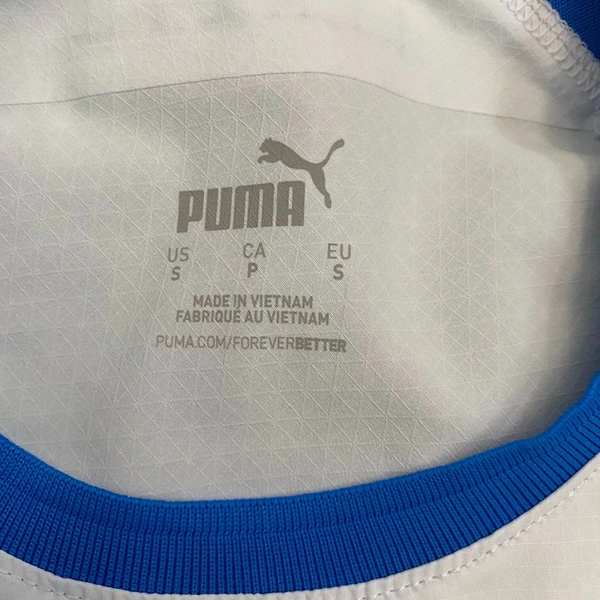 PUMA
US CA EU
S P S
MADE IN VIETNAM
FABRIQUÉ AU VIETNAM
PUMA.COM/FOREVERBETTER